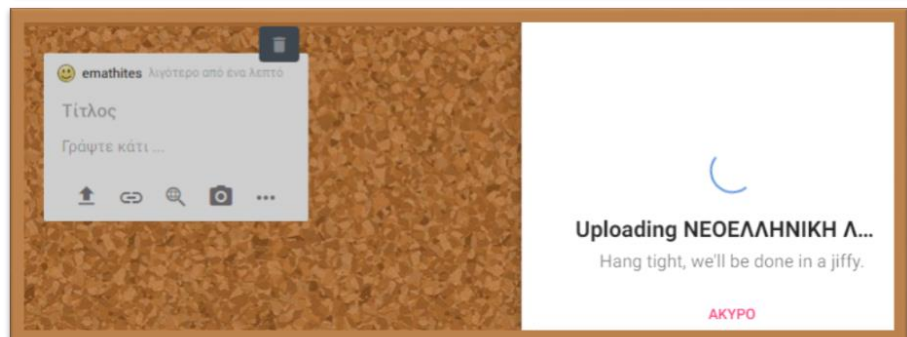 emathites λιγότερο από ένα λεπτό
Τίτλος
Γράψτε κάτι ...
Uploading ΝΕΟΕΛΛΗΝΙΚΗ Λ...
Hang tight, we'll be done in a jiffy.
ΑΚΥΡΟ